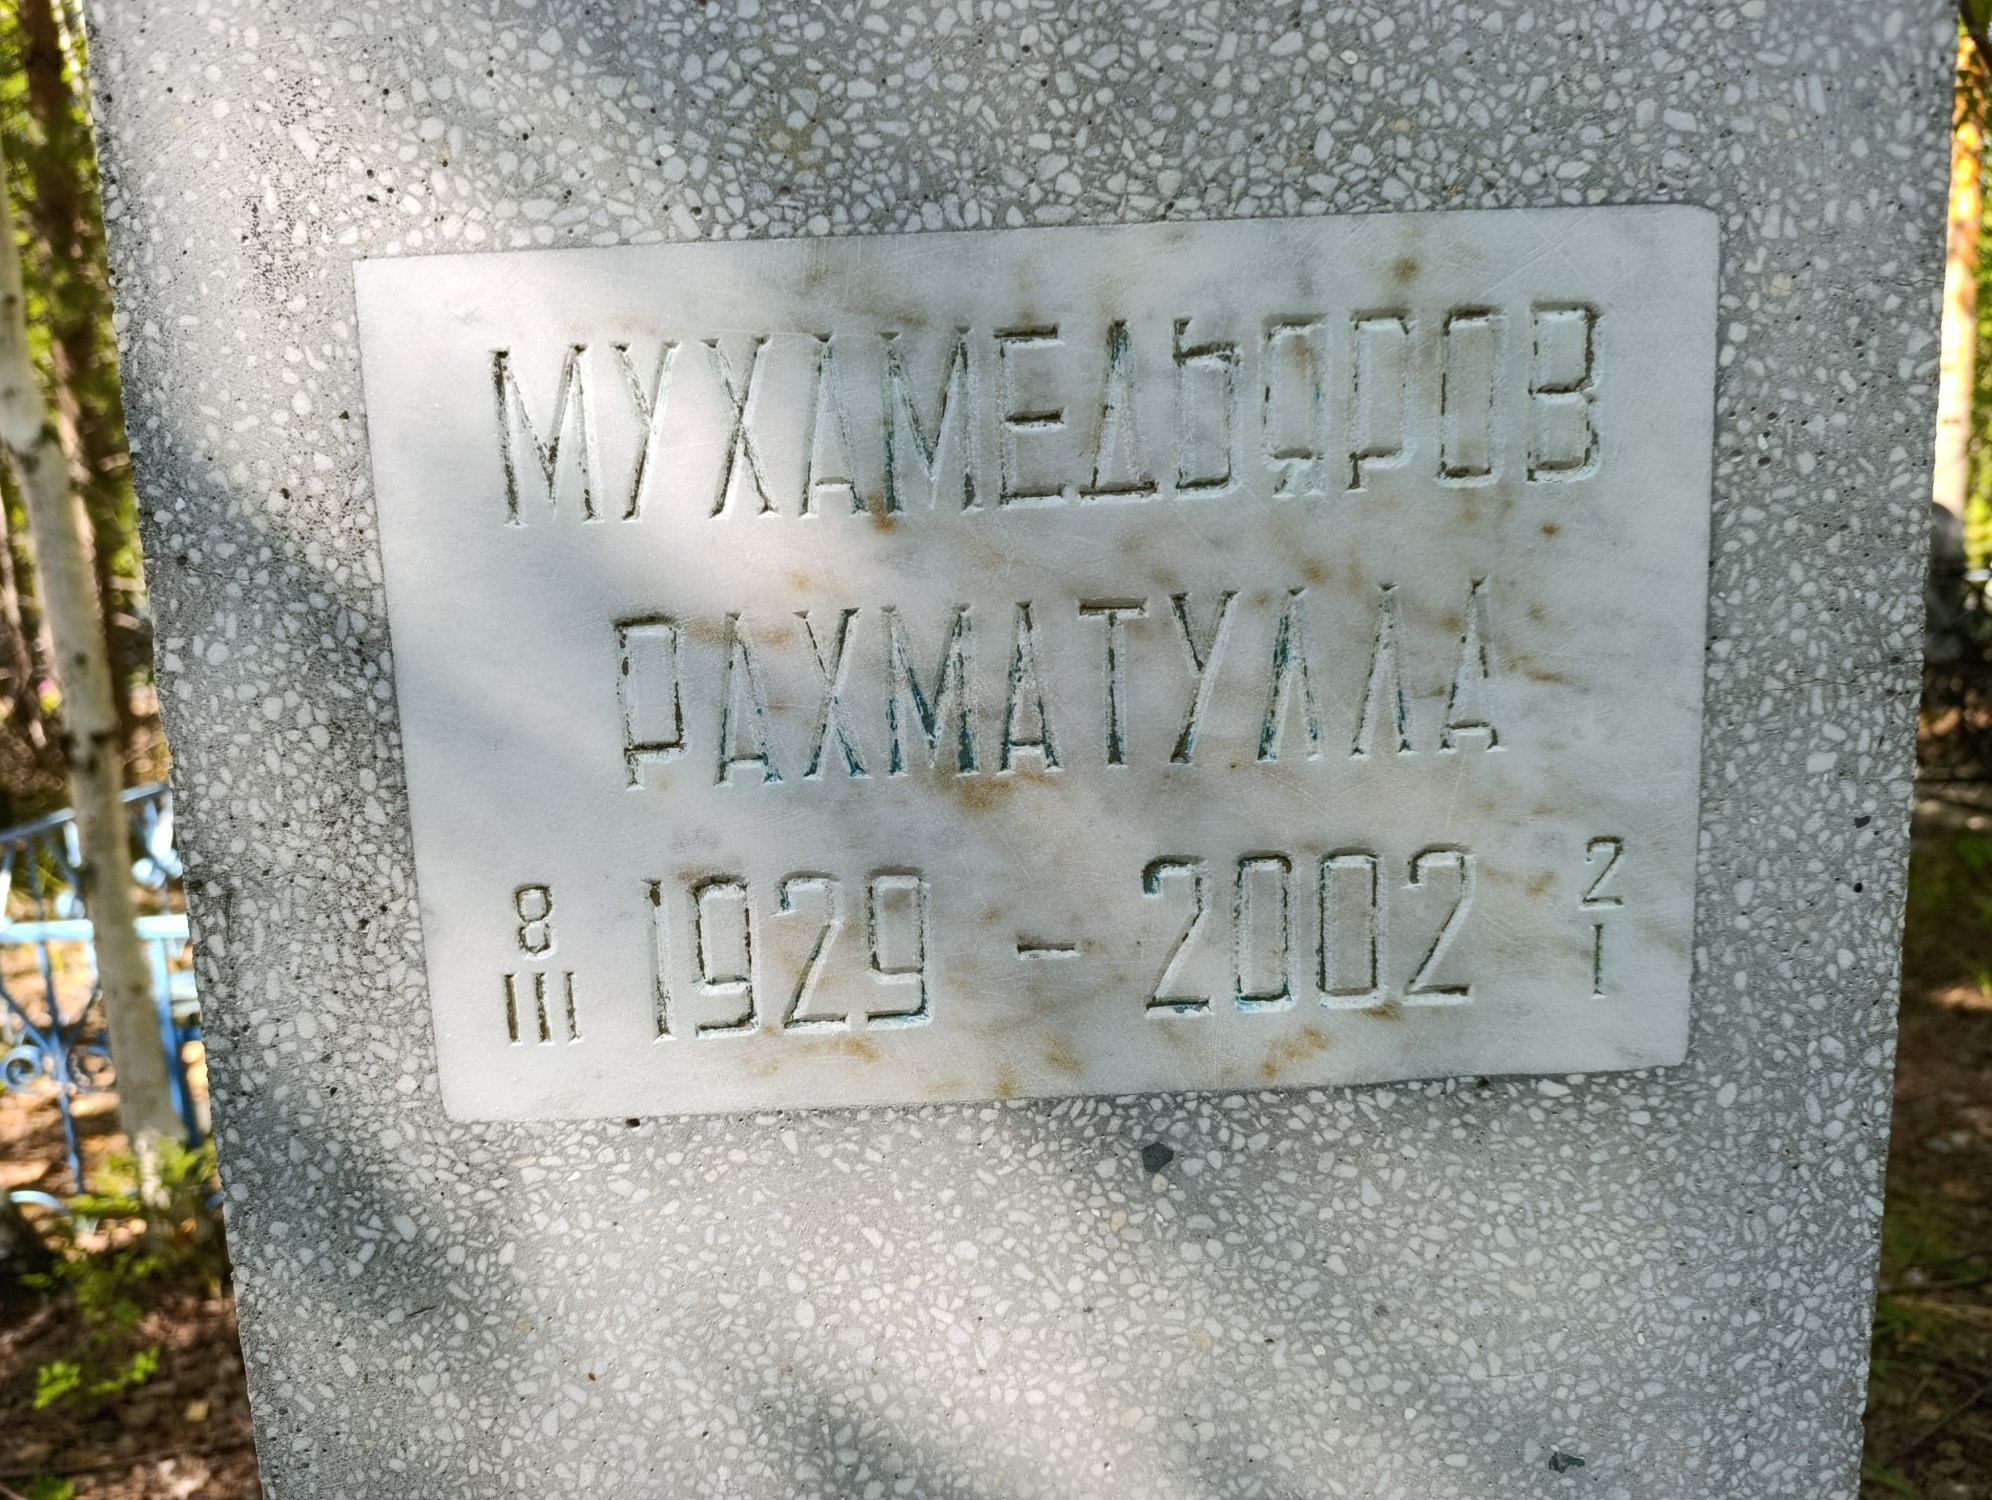 МУХАМЕДЬЯРОВ
РАХМАТУЛЛА
8 III 1929 – 2002 2 I